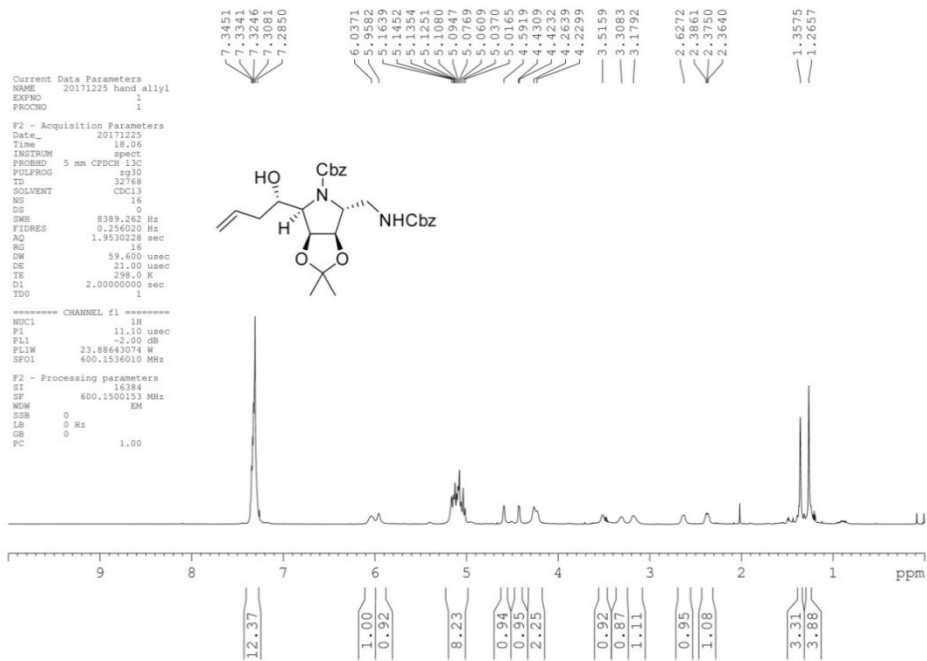 7.3451
7.3341
7.3246
7.3081
7.2850
6.0371
5.9582
5.1639
5.1452
5.1354
5.1251
5.1080
5.0947
5.0769
5.0609
5.0370
5.0165
4.5919
4.4309
4.4232
4.2639
4.2299
3.5159
3.3083
3.1792
2.6272
2.3861
2.3750
2.3640
1.3575
1.2657
Current Data Parameters
NAME 20171225 hand allyl
EXPNO 1
PROCNO 1
F2 - Acquisition Parameters
Date_ 20171225
Time 18.06
INSTRUM spect
PROBHD 5 mm CPDCH 13C
PULPROG zg30
TD 32768
SOLVENT CDCl3
NS 16
DS 0
SWH 8389.262 Hz
FIDRES 0.256020 Hz
AQ 1.9530228 sec
RG 16
DW 59.600 usec
DE 21.00 usec
TE 298.0 K
D1 2.00000000 sec
TD0 1
======== CHANNEL f1 ========
NUC1 1H
P1 11.10 usec
PL1 -2.00 dB
PL1W 23.88643074 W
SFO1 600.1536010 MHz
F2 - Processing parameters
SI 16384
SF 600.1500153 MHz
WDW EM
SSB 0
LB 0 Hz
GB 0
PC 1.00
Cbz
HO
N
H
NHCbz
O O
9 8 7 6 5 4 3 2 1 ppm
12.37
1.00
0.92
8.23
0.94
0.95
2.25
0.92
0.87
1.11
0.95
1.08
3.31
3.88